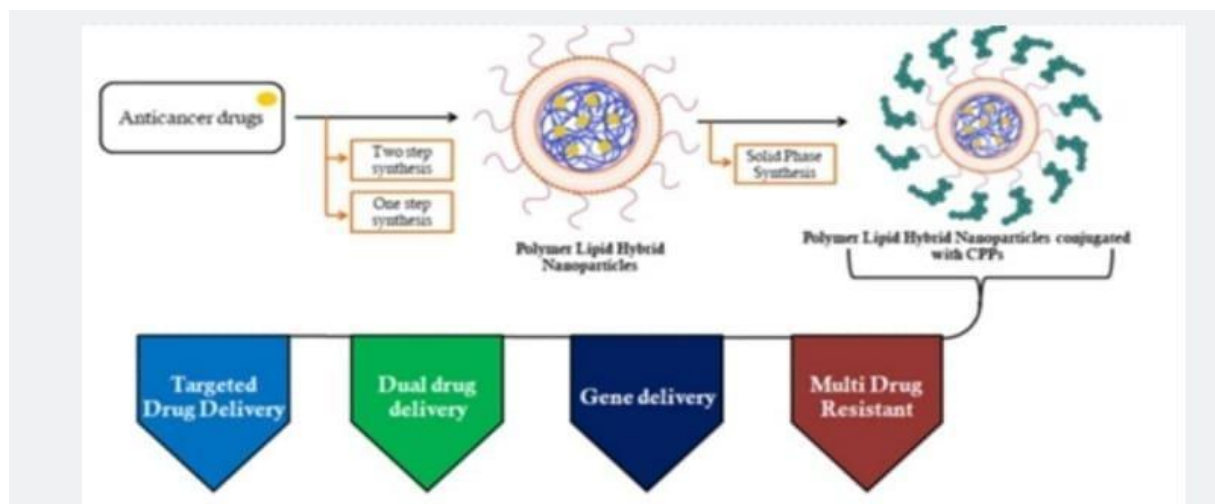 Anticancer drugs
Two step
synthesis
One step
synthesis
Solid Phase
Synthesis
Polymer Lipid Hybrid
Nanoparticles
Polymer Lipid Hybrid Nanoparticles conjugated
with CPPs
Targeted
Drug Delivery
Dual drug
delivery
Gene delivery
Multi Drug
Resistant